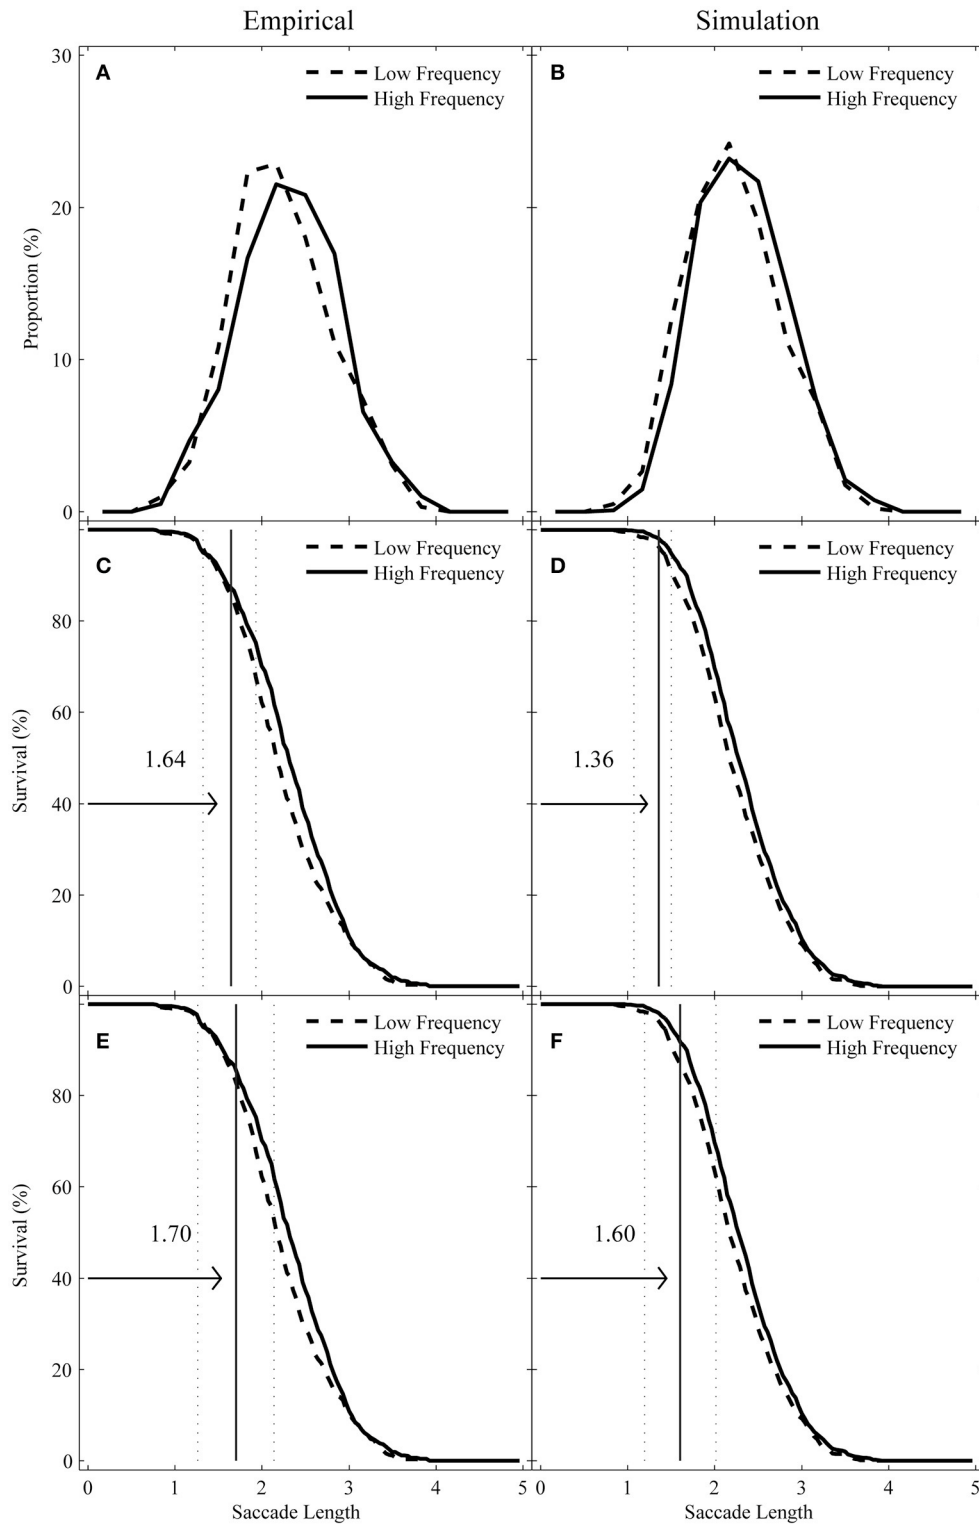 Empirical
Simulation
30
A
Low Frequency
High Frequency
B
Low Frequency
High Frequency
20
Proportion (%)
10
0
C
Low Frequency
High Frequency
D
Low Frequency
High Frequency
80
60
Survival (%)
1.64
1.36
40
20
0
E
Low Frequency
High Frequency
F
Low Frequency
High Frequency
80
60
Survival (%)
1.70
1.60
40
20
0
0 1 2 3 4 5 0 1 2 3 4 5
Saccade Length
Saccade Length